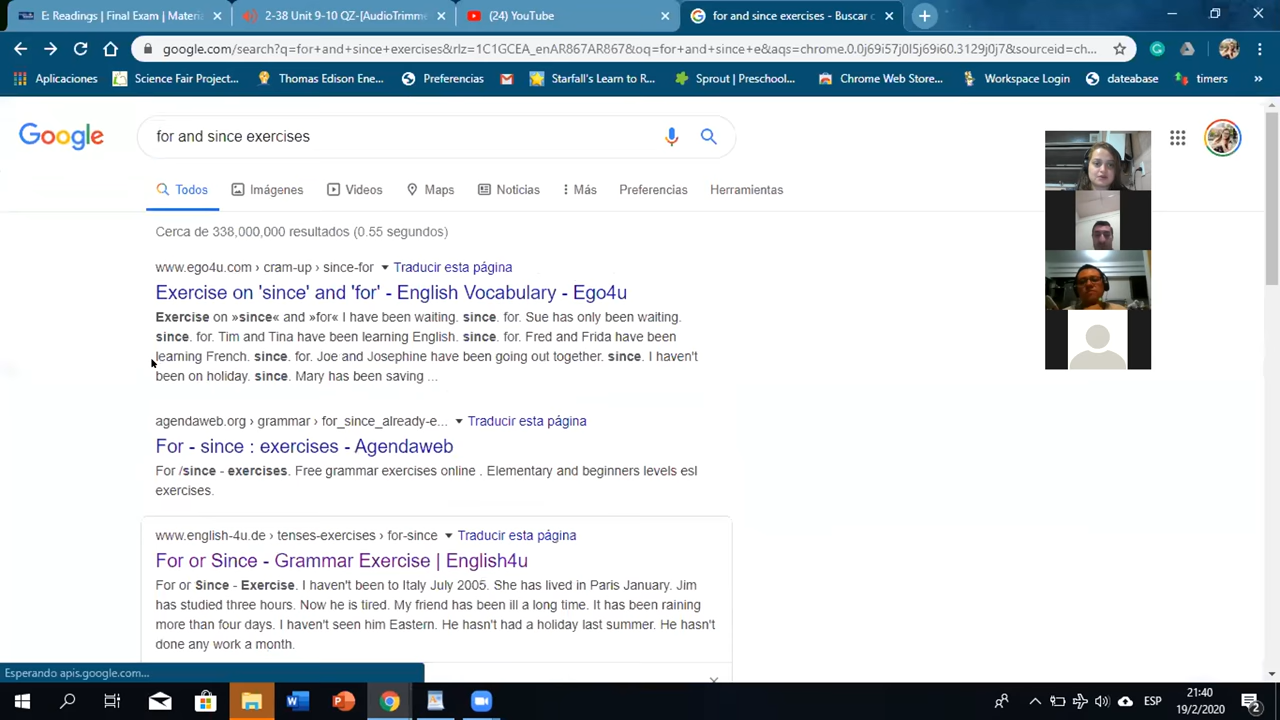 E: Readings | Final Exam | Materia
2-38 Unit 9-10 QZ-[AudioTrimme
(24) YouTube
for and since exercises - Buscar c
google.com/search?q=for+and+since+exercises&rlz=1C1GCEA_enAR867AR867&oq=for+and+since+e&aqs=chrome.0.0j69i57j0l5j69i60.3129j0j7&sourceid=ch...
Aplicaciones
Science Fair Project...
Thomas Edison Ene...
Preferencias
Starfall's Learn to R...
Sprout | Preschool...
Chrome Web Store...
Workspace Login
dateabase
timers
Google
for and since exercises
Todos Imágenes Videos Maps Noticias Más Preferencias Herramientas
Cerca de 338,000,000 resultados (0.55 segundos)
www.ego4u.com › cram-up › since-for Traducir esta página
Exercise on 'since' and 'for' - English Vocabulary - Ego4u
Exercise on »since« and »for« I have been waiting. since. for. Sue has only been waiting.
since. for. Tim and Tina have been learning English. since. for. Fred and Frida have been
learning French. since. for. Joe and Josephine have been going out together. since. I haven't
been on holiday. since. Mary has been saving ...
agendaweb.org › grammar › for_since_already-e... Traducir esta página
For - since : exercises - Agendaweb
For /since - exercises. Free grammar exercises online . Elementary and beginners levels esl
exercises.
www.english-4u.de › tenses-exercises › for-since Traducir esta página
For or Since - Grammar Exercise | English4u
For or Since - Exercise. I haven't been to Italy July 2005. She has lived in Paris January. Jim
has studied three hours. Now he is tired. My friend has been ill a long time. It has been raining
more than four days. I haven't seen him Eastern. He hasn't had a holiday last summer. He hasn't
done any work a month.
Esperando apis.google.com...
ESP
21:40
19/2/2020
2